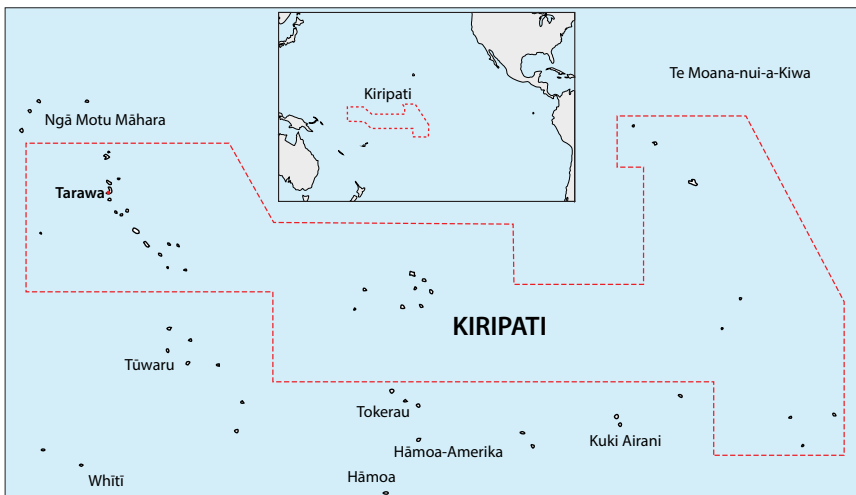 Kiripati
Te Moana-nui-a-Kiwa
Ngā Motu Māhara
Tarawa
KIRIPATI
Tūwaru
Tokerau
Hāmoa-Amerika
Kuki Airani
Hāmoa
Whītī